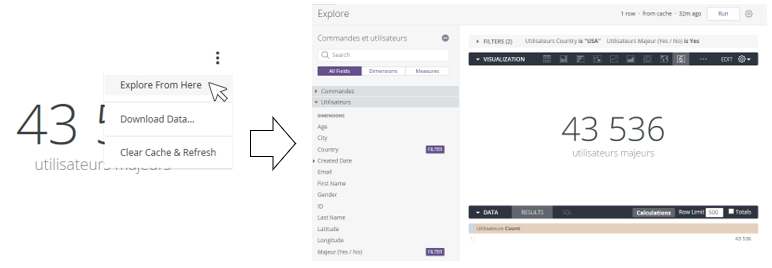 Explore From Here
43 5
Download Data...
Clear Cache & Refresh
utilisateurs majeurs
Explore
1 row · from cache · 32m ago Run
Commandes et utilisateurs
Search
All Fields Dimensions Measures
Commandes
Utilisateurs
DIMENSIONS
Age
City
Country FILTER
Created Date
Email
First Name
Gender
ID
Last Name
Latitude
Longitude
Majeur (Yes / No) FILTER
FILTERS (2) Utilisateurs Country is "USA" Utilisateurs Majeur (Yes / No) is Yes
VISUALIZATION 6 ... EDIT
43 536
utilisateurs majeurs
DATA RESULTS SQL Calculations Row Limit 500 Totals
Utilisateurs Count
1 43 536